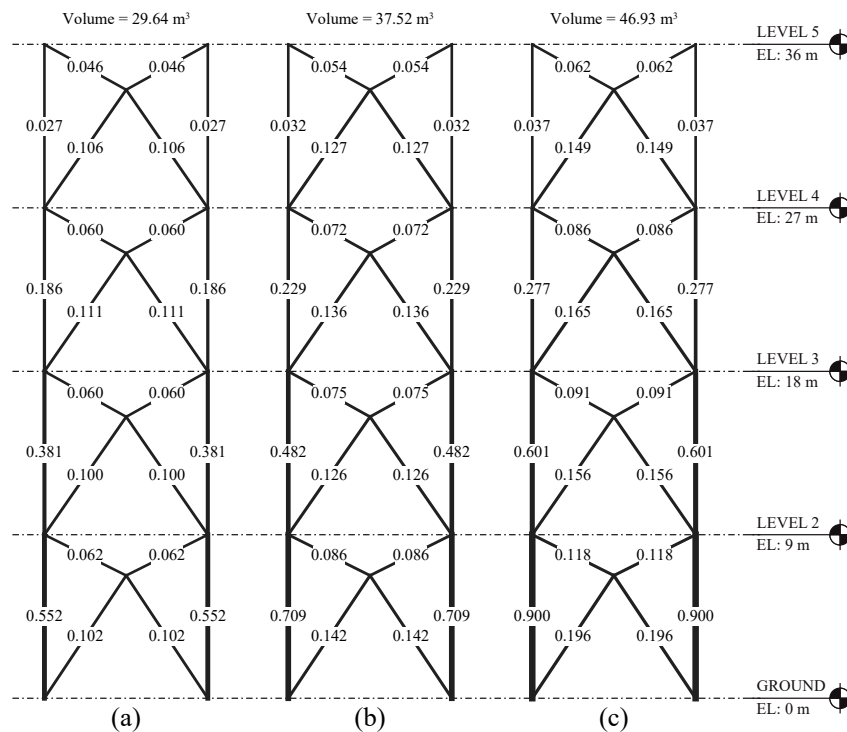 Volume = 29.64 m³ Volume = 37.52 m³ Volume = 46.93 m³
LEVEL 5
EL: 36 m
0.046 0.046 0.054 0.054 0.062 0.062
0.027 0.027 0.032 0.032 0.037 0.037
0.106 0.106 0.127 0.127 0.149 0.149
LEVEL 4
EL: 27 m
0.060 0.060 0.072 0.072 0.086 0.086
0.186 0.186 0.229 0.229 0.277 0.277
0.111 0.111 0.136 0.136 0.165 0.165
LEVEL 3
EL: 18 m
0.060 0.060 0.075 0.075 0.091 0.091
0.381 0.381 0.482 0.482 0.601 0.601
0.100 0.100 0.126 0.126 0.156 0.156
LEVEL 2
EL: 9 m
0.062 0.062 0.086 0.086 0.118 0.118
0.552 0.552 0.709 0.709 0.900 0.900
0.102 0.102 0.142 0.142 0.196 0.196
GROUND
EL: 0 m
(a) (b) (c)